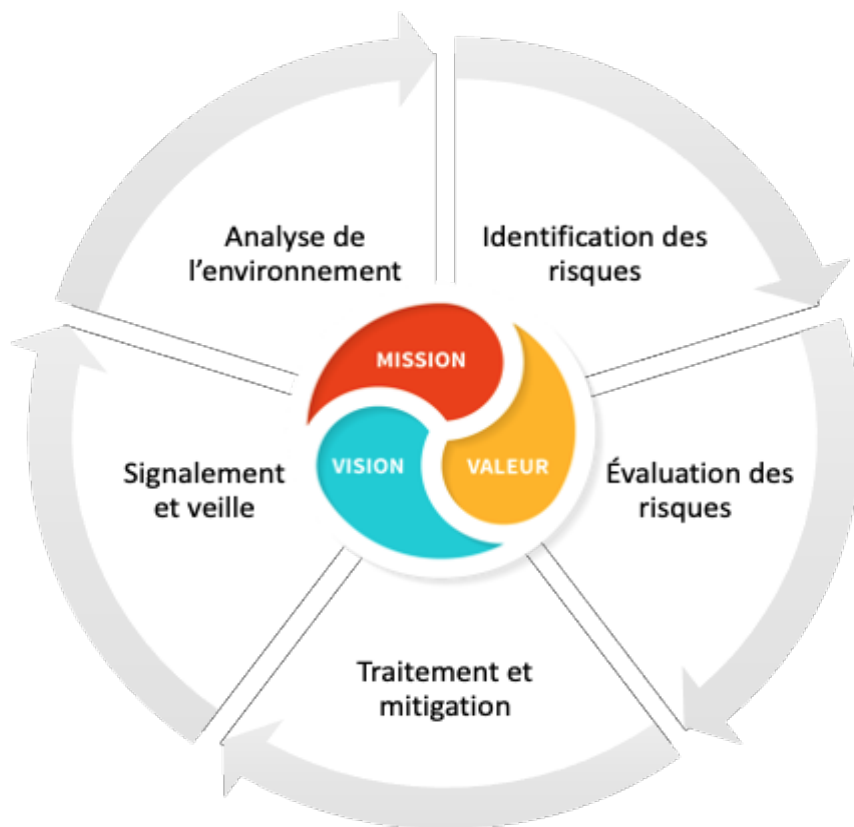 Analyse de
l’environnement
Identification des
risques
MISSION
VISION
VALEUR
Signalement
et veille
Évaluation des
risques
Traitement et
mitigation